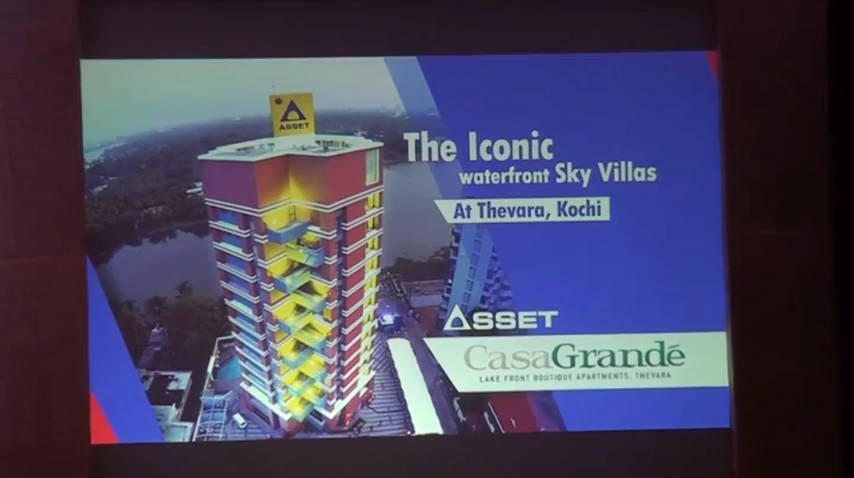 ASSET
The Iconic
waterfront Sky Villas
At Thevara, Kochi
ASSET
CasaGrandé
LAKE FRONT BOUTIQUE APARTMENTS, THEVARA